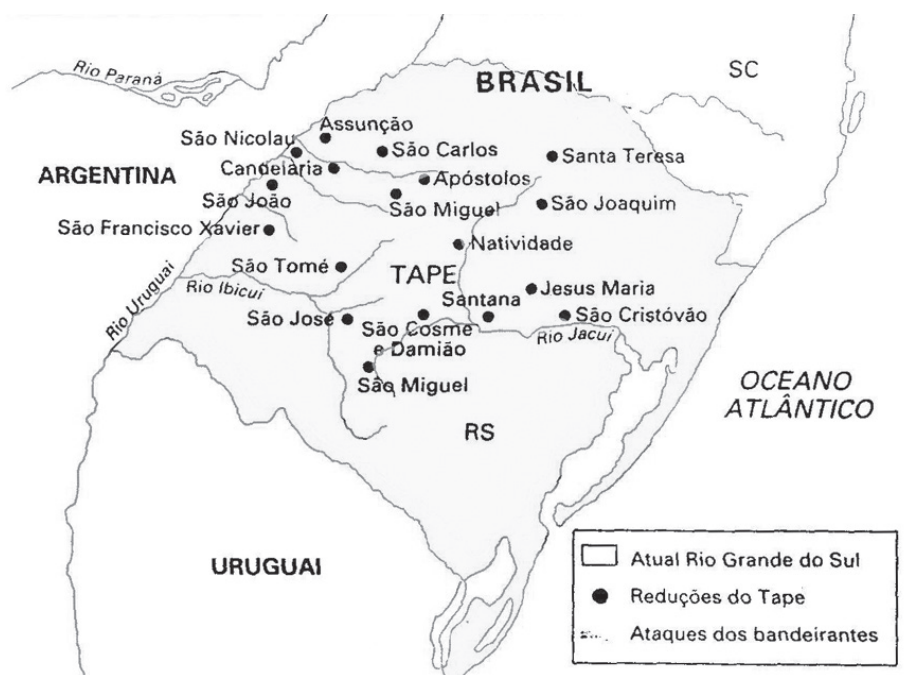 Rio Paraná
BRASIL
SC
Assunção
São Nicolau
São Carlos
Santa Teresa
ARGENTINA
Candelária
Apóstolos
São João
São Miguel
São Joaquim
São Francisco Xavier
Natividade
São Tomé
TAPE
Rio Ibicuí
Jesus Maria
Santana
Rio Uruguai
São José
São Cosme
e Damião
São Cristóvão
Rio Jacuí
São Miguel
OCEANO
ATLÂNTICO
RS
URUGUAI
Atual Rio Grande do Sul
Reduções do Tape
Ataques dos bandeirantes